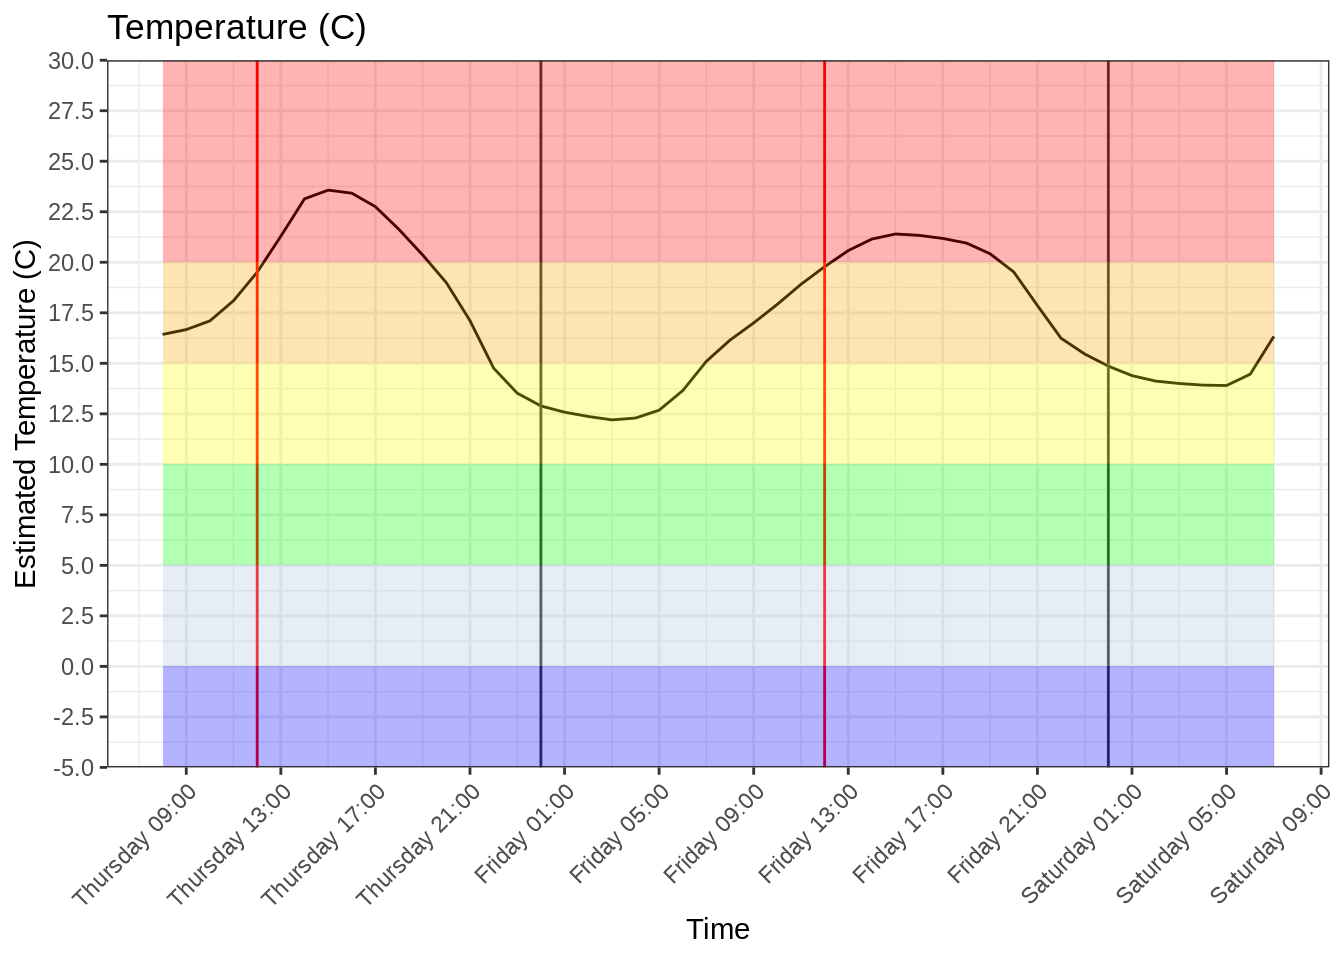 Temperature (C)
Estimated Temperature (C)
30.0
27.5
25.0
22.5
20.0
17.5
15.0
12.5
10.0
7.5
5.0
2.5
0.0
-2.5
-5.0
Thursday 09:00
Thursday 13:00
Thursday 17:00
Thursday 21:00
Friday 01:00
Friday 05:00
Friday 09:00
Friday 13:00
Friday 17:00
Friday 21:00
Saturday 01:00
Saturday 05:00
Saturday 09:00
Time